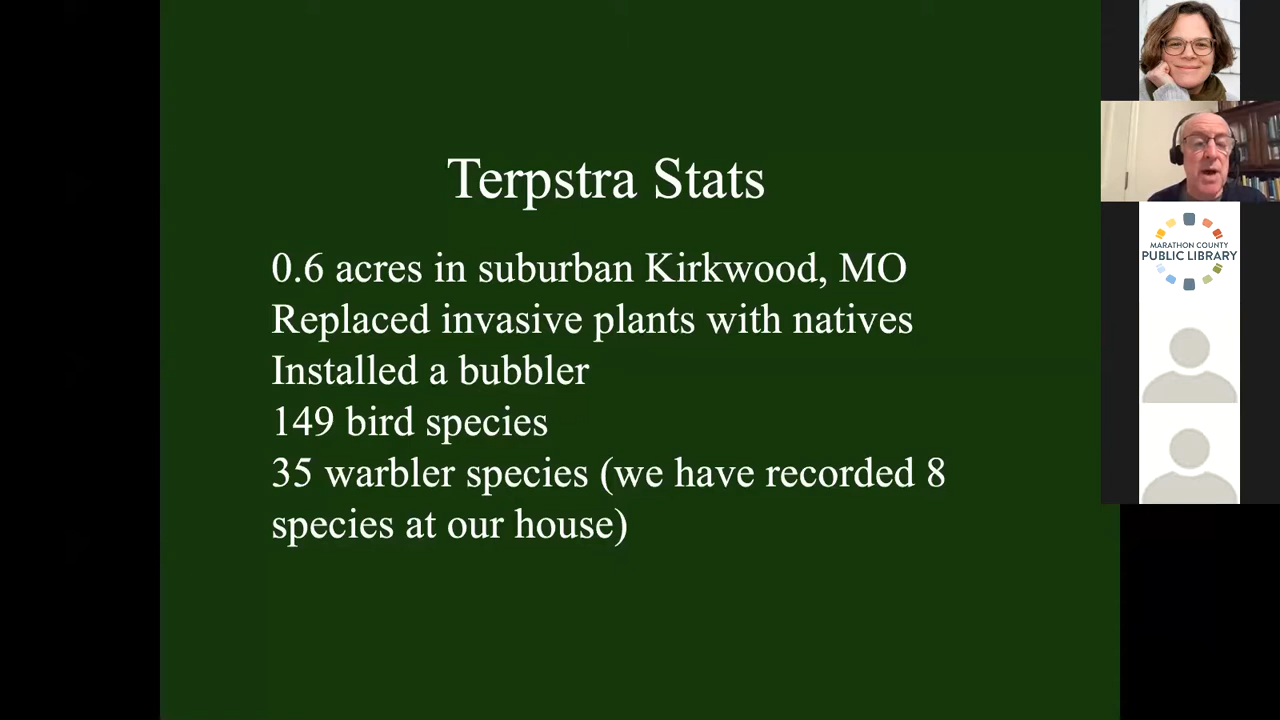 Terpstra Stats
0.6 acres in suburban Kirkwood, MO
Replaced invasive plants with natives
Installed a bubbler
149 bird species
35 warbler species (we have recorded 8
species at our house)
MARATHON COUNTY
PUBLIC LIBRARY